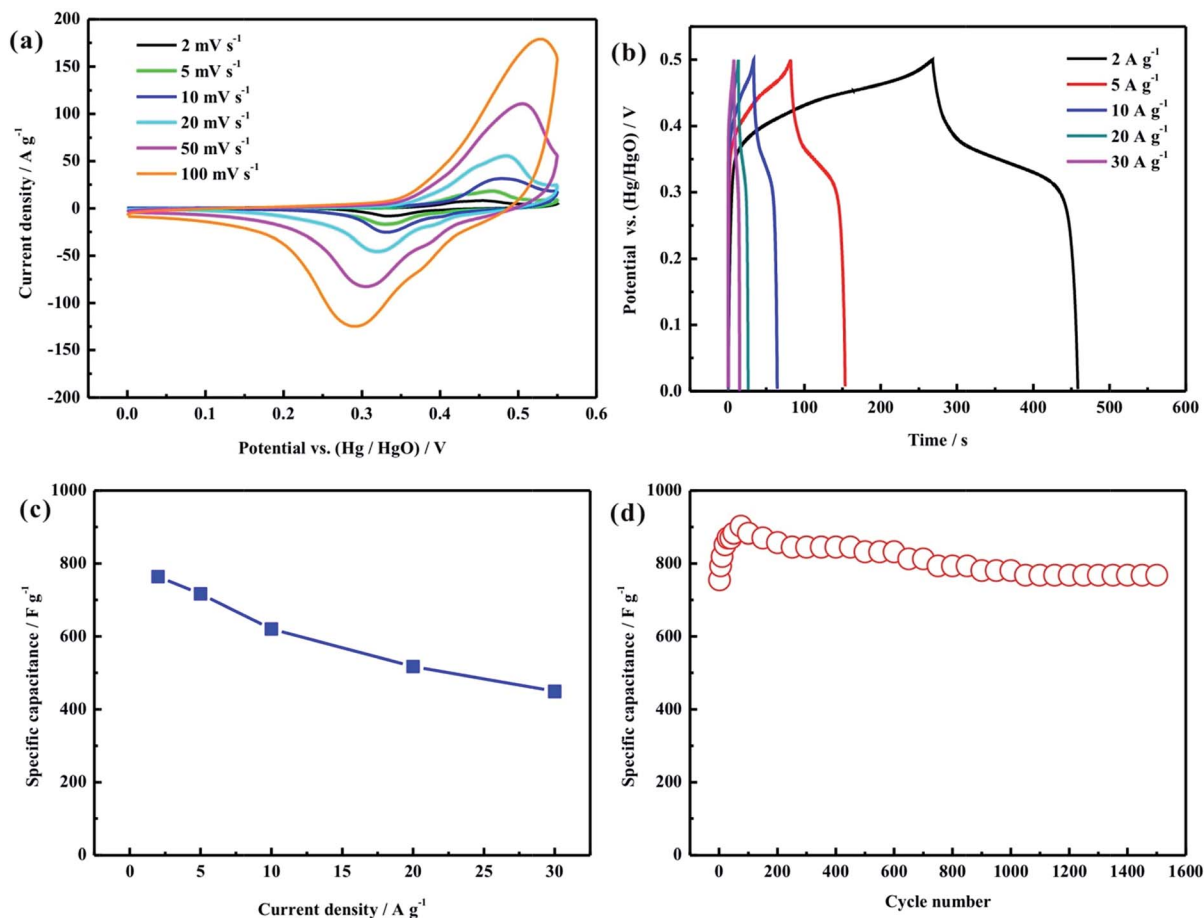 (a)
2 mV s⁻¹
5 mV s⁻¹
10 mV s⁻¹
20 mV s⁻¹
50 mV s⁻¹
100 mV s⁻¹
200
150
100
50
0
-50
-100
-150
-200
Current density / A g⁻¹
0.0 0.1 0.2 0.3 0.4 0.5 0.6
Potential vs. (Hg / HgO) / V
(b)
2 A g⁻¹
5 A g⁻¹
10 A g⁻¹
20 A g⁻¹
30 A g⁻¹
0.5
0.4
0.3
0.2
0.1
0.0
Potential vs. (Hg/HgO) / V
0 100 200 300 400 500 600
Time / s
(c)
1000
800
600
400
200
0
Specific capacitance / F g⁻¹
0 5 10 15 20 25 30
Current density / A g⁻¹
(d)
1000
800
600
400
200
0
Specific capacitance / F g⁻¹
0 200 400 600 800 1000 1200 1400 1600
Cycle number